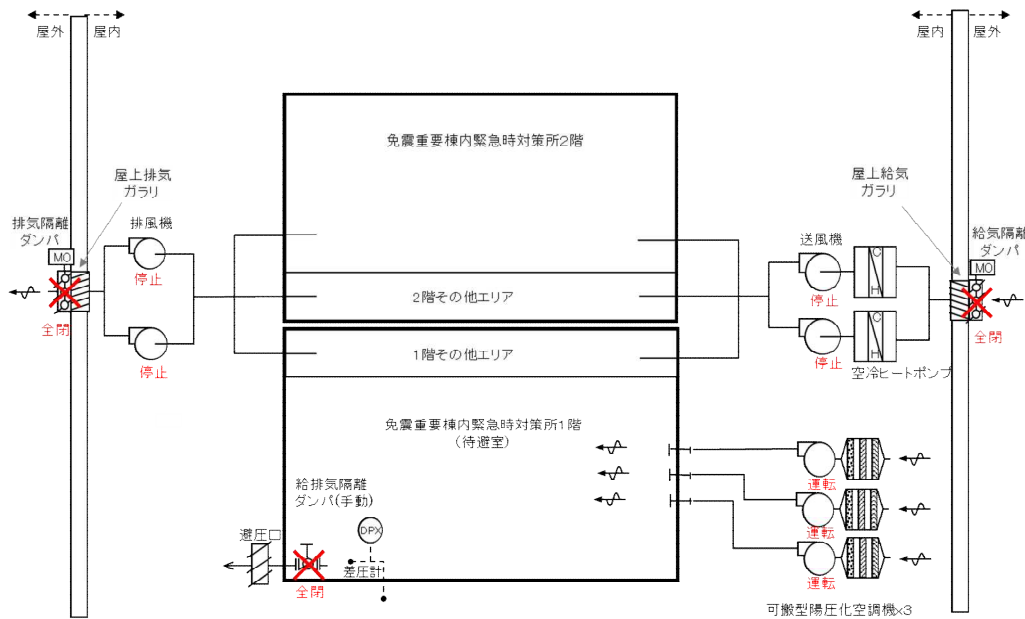 屋外
屋内
屋内
屋外
免震重要棟内緊急時対策所2階
屋上排気
ガラリ
屋上給気
ガラリ
排気隔離
ダンパ
MO
排風機
停止
全閉
停止
送風機
停止
C
H
給気隔離
ダンパ
MO
全閉
停止
C
H
空冷ヒートポンプ
2階その他エリア
1階その他エリア
免震重要棟内緊急時対策所1階
(待避室)
運転
運転
運転
給排気隔離
ダンパ(手動)
DPX
避圧口
差圧計
全閉
可搬型陽圧化空調機×3